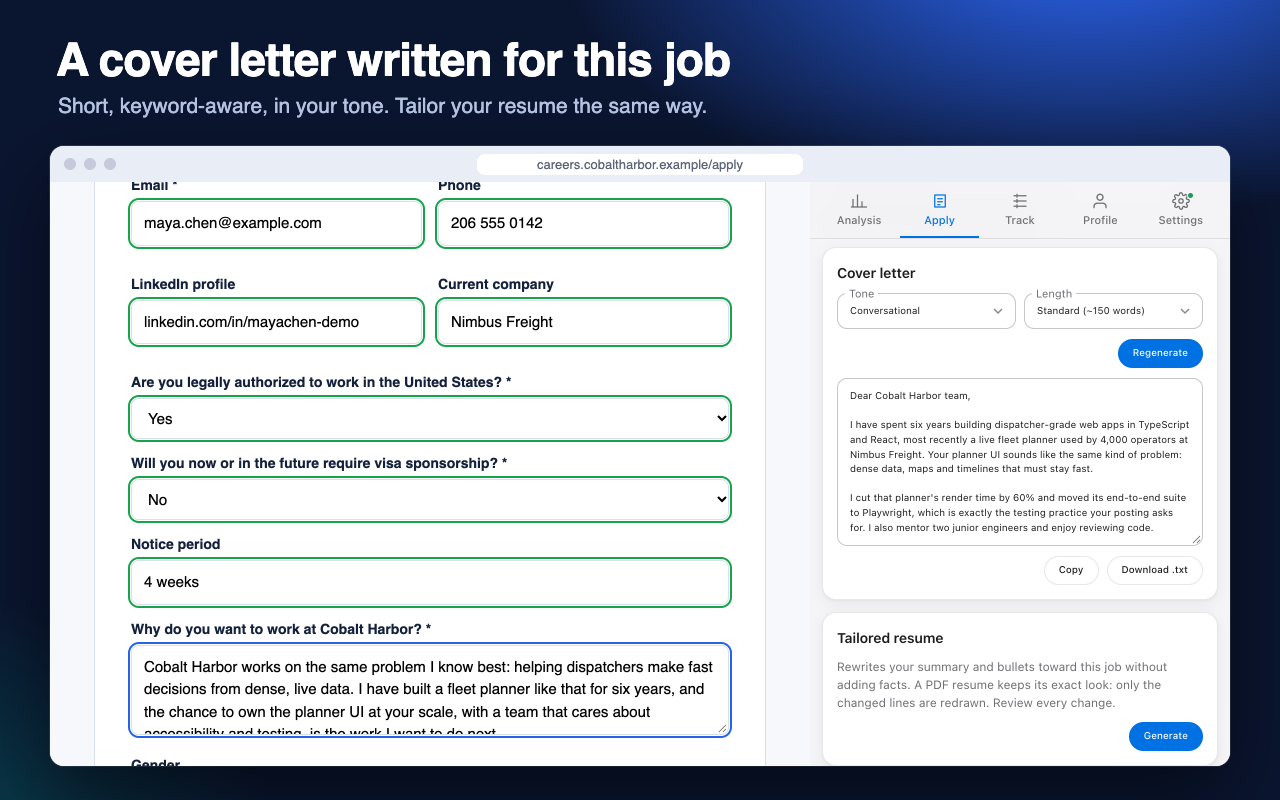 A cover letter written for this job
Short, keyword-aware, in your tone. Tailor your resume the same way.
careers.cobaltharbor.example/apply
Email *
Phone
maya.chen@example.com
206 555 0142
LinkedIn profile
Current company
linkedin.com/in/mayachen-demo
Nimbus Freight
Are you legally authorized to work in the United States? *
Yes
Will you now or in the future require visa sponsorship? *
No
Notice period
4 weeks
Why do you want to work at Cobalt Harbor? *
Cobalt Harbor works on the same problem I know best: helping dispatchers make fast
decisions from dense, live data. I have built a fleet planner like that for six years, and
the chance to own the planner UI at your scale, with a team that cares about
accessibility and testing, is the work I want to do next.
Gender
Analysis
Apply
Track
Profile
Settings
Cover letter
Tone
Length
Conversational
Standard (~150 words)
Regenerate
Dear Cobalt Harbor team,
I have spent six years building dispatcher-grade web apps in TypeScript
and React, most recently a live fleet planner used by 4,000 operators at
Nimbus Freight. Your planner UI sounds like the same kind of problem:
dense data, maps and timelines that must stay fast.
I cut that planner's render time by 60% and moved its end-to-end suite
to Playwright, which is exactly the testing practice your posting asks
for. I also mentor two junior engineers and enjoy reviewing code.
Copy
Download .txt
Tailored resume
Rewrites your summary and bullets toward this job without
adding facts. A PDF resume keeps its exact look: only the
changed lines are redrawn. Review every change.
Generate